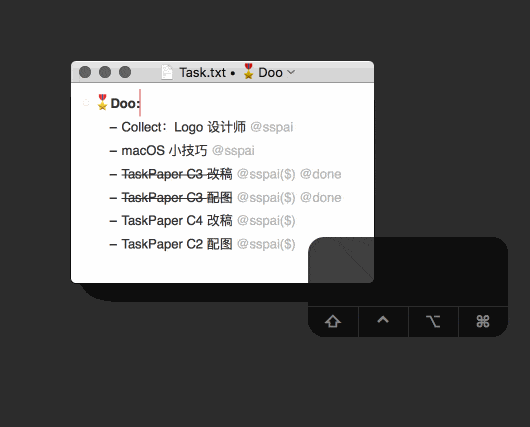 Task.txt • 🎖Doo
🎖Doo:
– Collect：Logo 设计师 @sspai
– macOS 小技巧 @sspai
– TaskPaper C3 改稿 @sspai($) @done
– TaskPaper C3 配图 @sspai($) @done
– TaskPaper C4 改稿 @sspai($)
– TaskPaper C2 配图 @sspai($)
⇧ ^ ⌥ ⌘